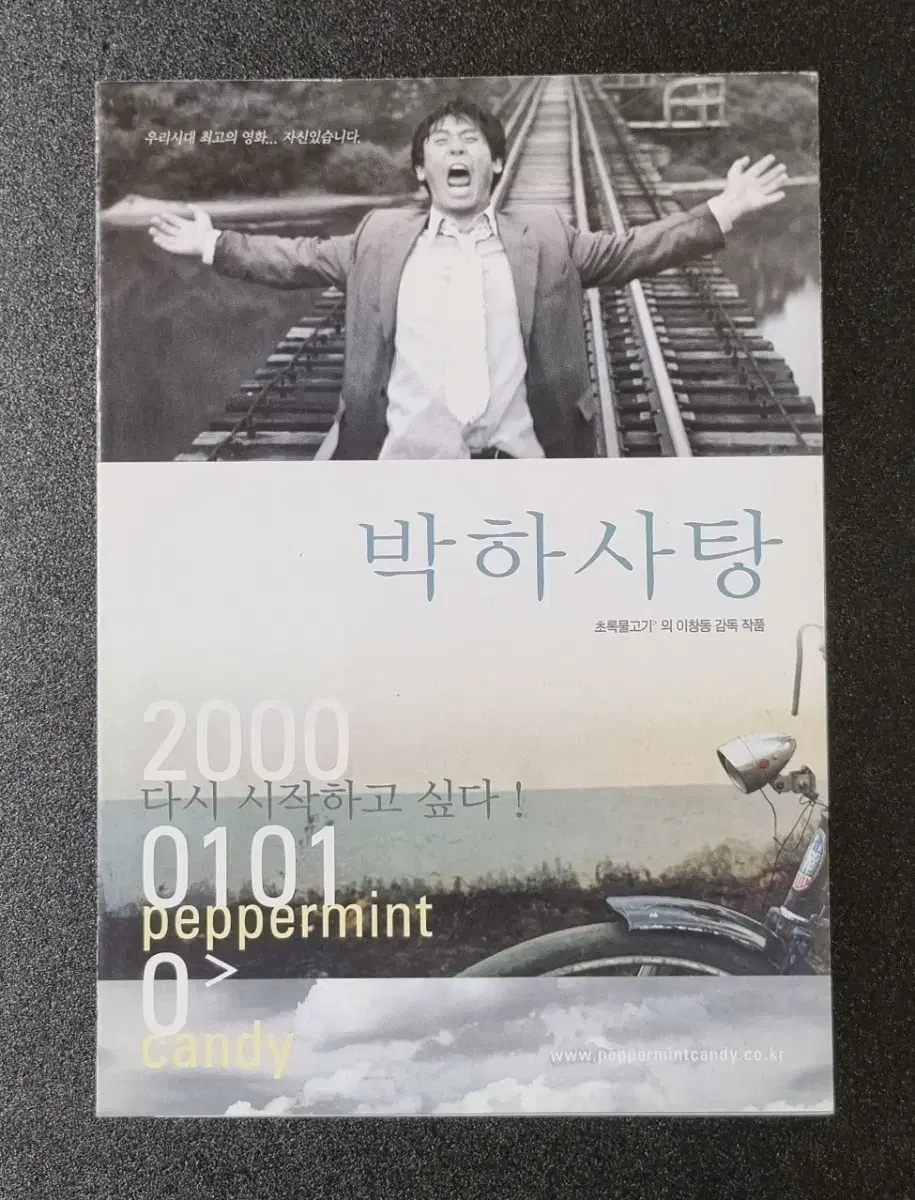 우리시대 최고의 영화... 자신있습니다.
박하사탕
초록물고기' 의 이창동 감독 작품
2000
다시 시작하고 싶다 !
0101
peppermint
0>
candy
www.peppermintcandy.co.kr